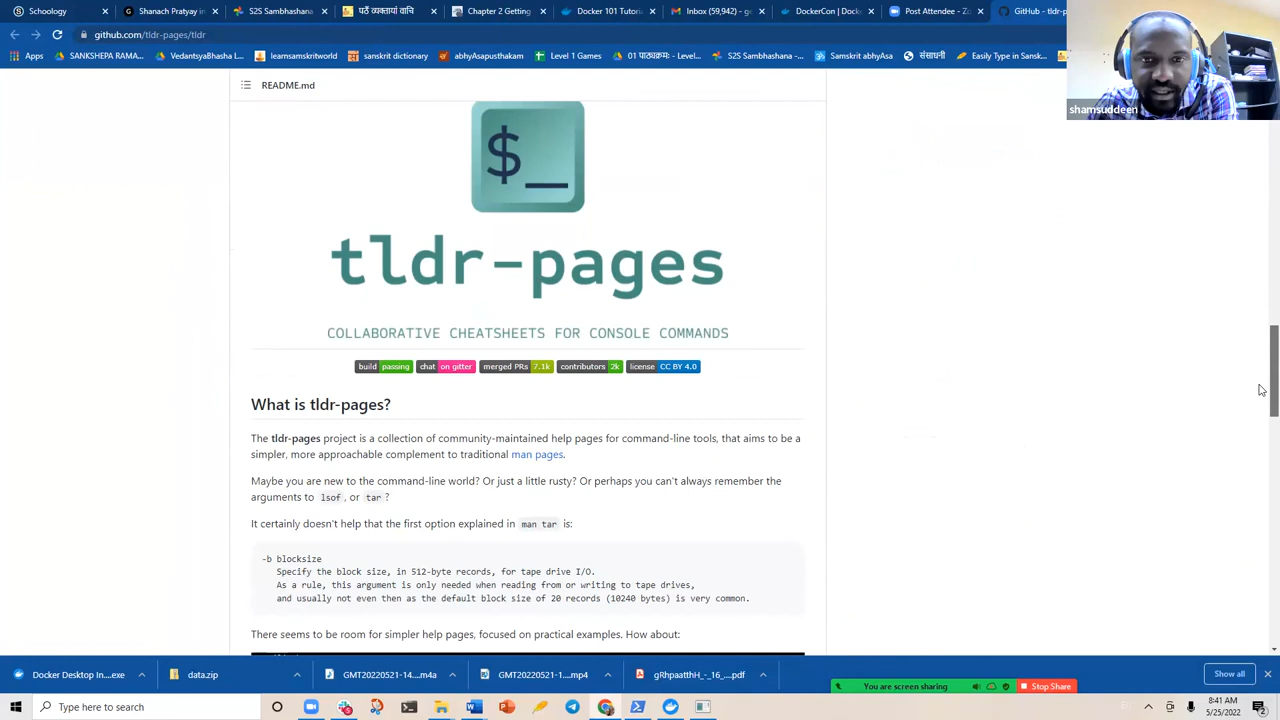 Schoology
Shanach Pratyay in
S2S Sambhashana
पठँ व्यक्तायां वाचि
Chapter 2 Getting
Docker 101 Tutoria
Inbox (59,942) - ge
DockerCon | Dock
Post Attendee - Zo
GitHub - tldr-p
github.com/tldr-pages/tldr
Apps
SANKSHEPA RAMA...
VedantsyaBhasha L...
learnsamskritworld
sanskrit dictionary
abhyAsapusthakam
Level 1 Games
01 पाठ्यक्रमः - Level...
S2S Sambhashana -...
Samskrit abhyAsa
संसाधनी
Easily Type in Sansk...
shamsuddeen
README.md
$_
tldr-pages
COLLABORATIVE CHEATSHEETS FOR CONSOLE COMMANDS
build passing chat on gitter merged PRs 7.1k contributors 2k license CC BY 4.0
What is tldr-pages?
The tldr-pages project is a collection of community-maintained help pages for command-line tools, that aims to be a
simpler, more approachable complement to traditional man pages.
Maybe you are new to the command-line world? Or just a little rusty? Or perhaps you can't always remember the
arguments to lsof, or tar?
It certainly doesn't help that the first option explained in man tar is:
-b blocksize
Specify the block size, in 512-byte records, for tape drive I/O.
As a rule, this argument is only needed when reading from or writing to tape drives,
and usually not even then as the default block size of 20 records (10240 bytes) is very common.
There seems to be room for simpler help pages, focused on practical examples. How about:
Docker Desktop In....exe
data.zip
GMT20220521-14....m4a
GMT20220521-1....mp4
gRhpaatthH_-_16_....pdf
Show all
You are screen sharing
Stop Share
Type here to search
8:41 AM
5/25/2022
2